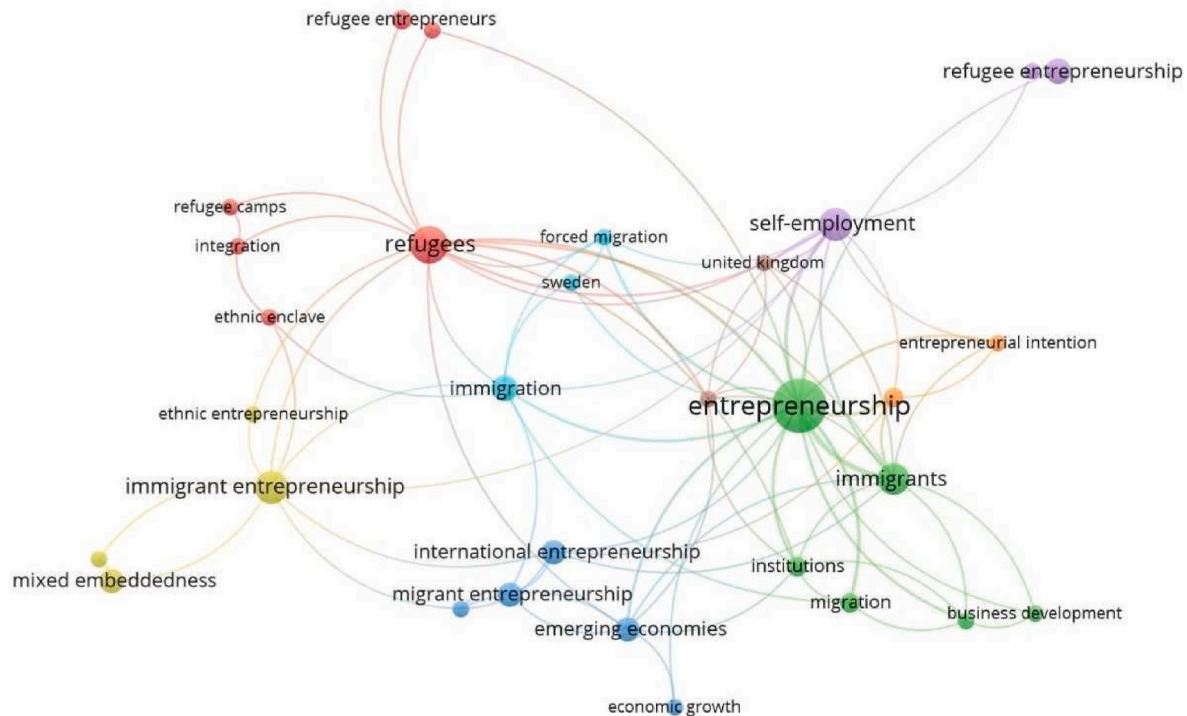 refugee entrepreneurs
refugee entrepreneurship
refugee camps
self-employment
integration
refugees
forced migration
united kingdom
sweden
ethnic enclave
entrepreneurial intention
immigration
ethnic entrepreneurship
entrepreneurship
immigrant entrepreneurship
immigrants
international entrepreneurship
institutions
mixed embeddedness
migrant entrepreneurship
migration
business development
emerging economies
economic growth